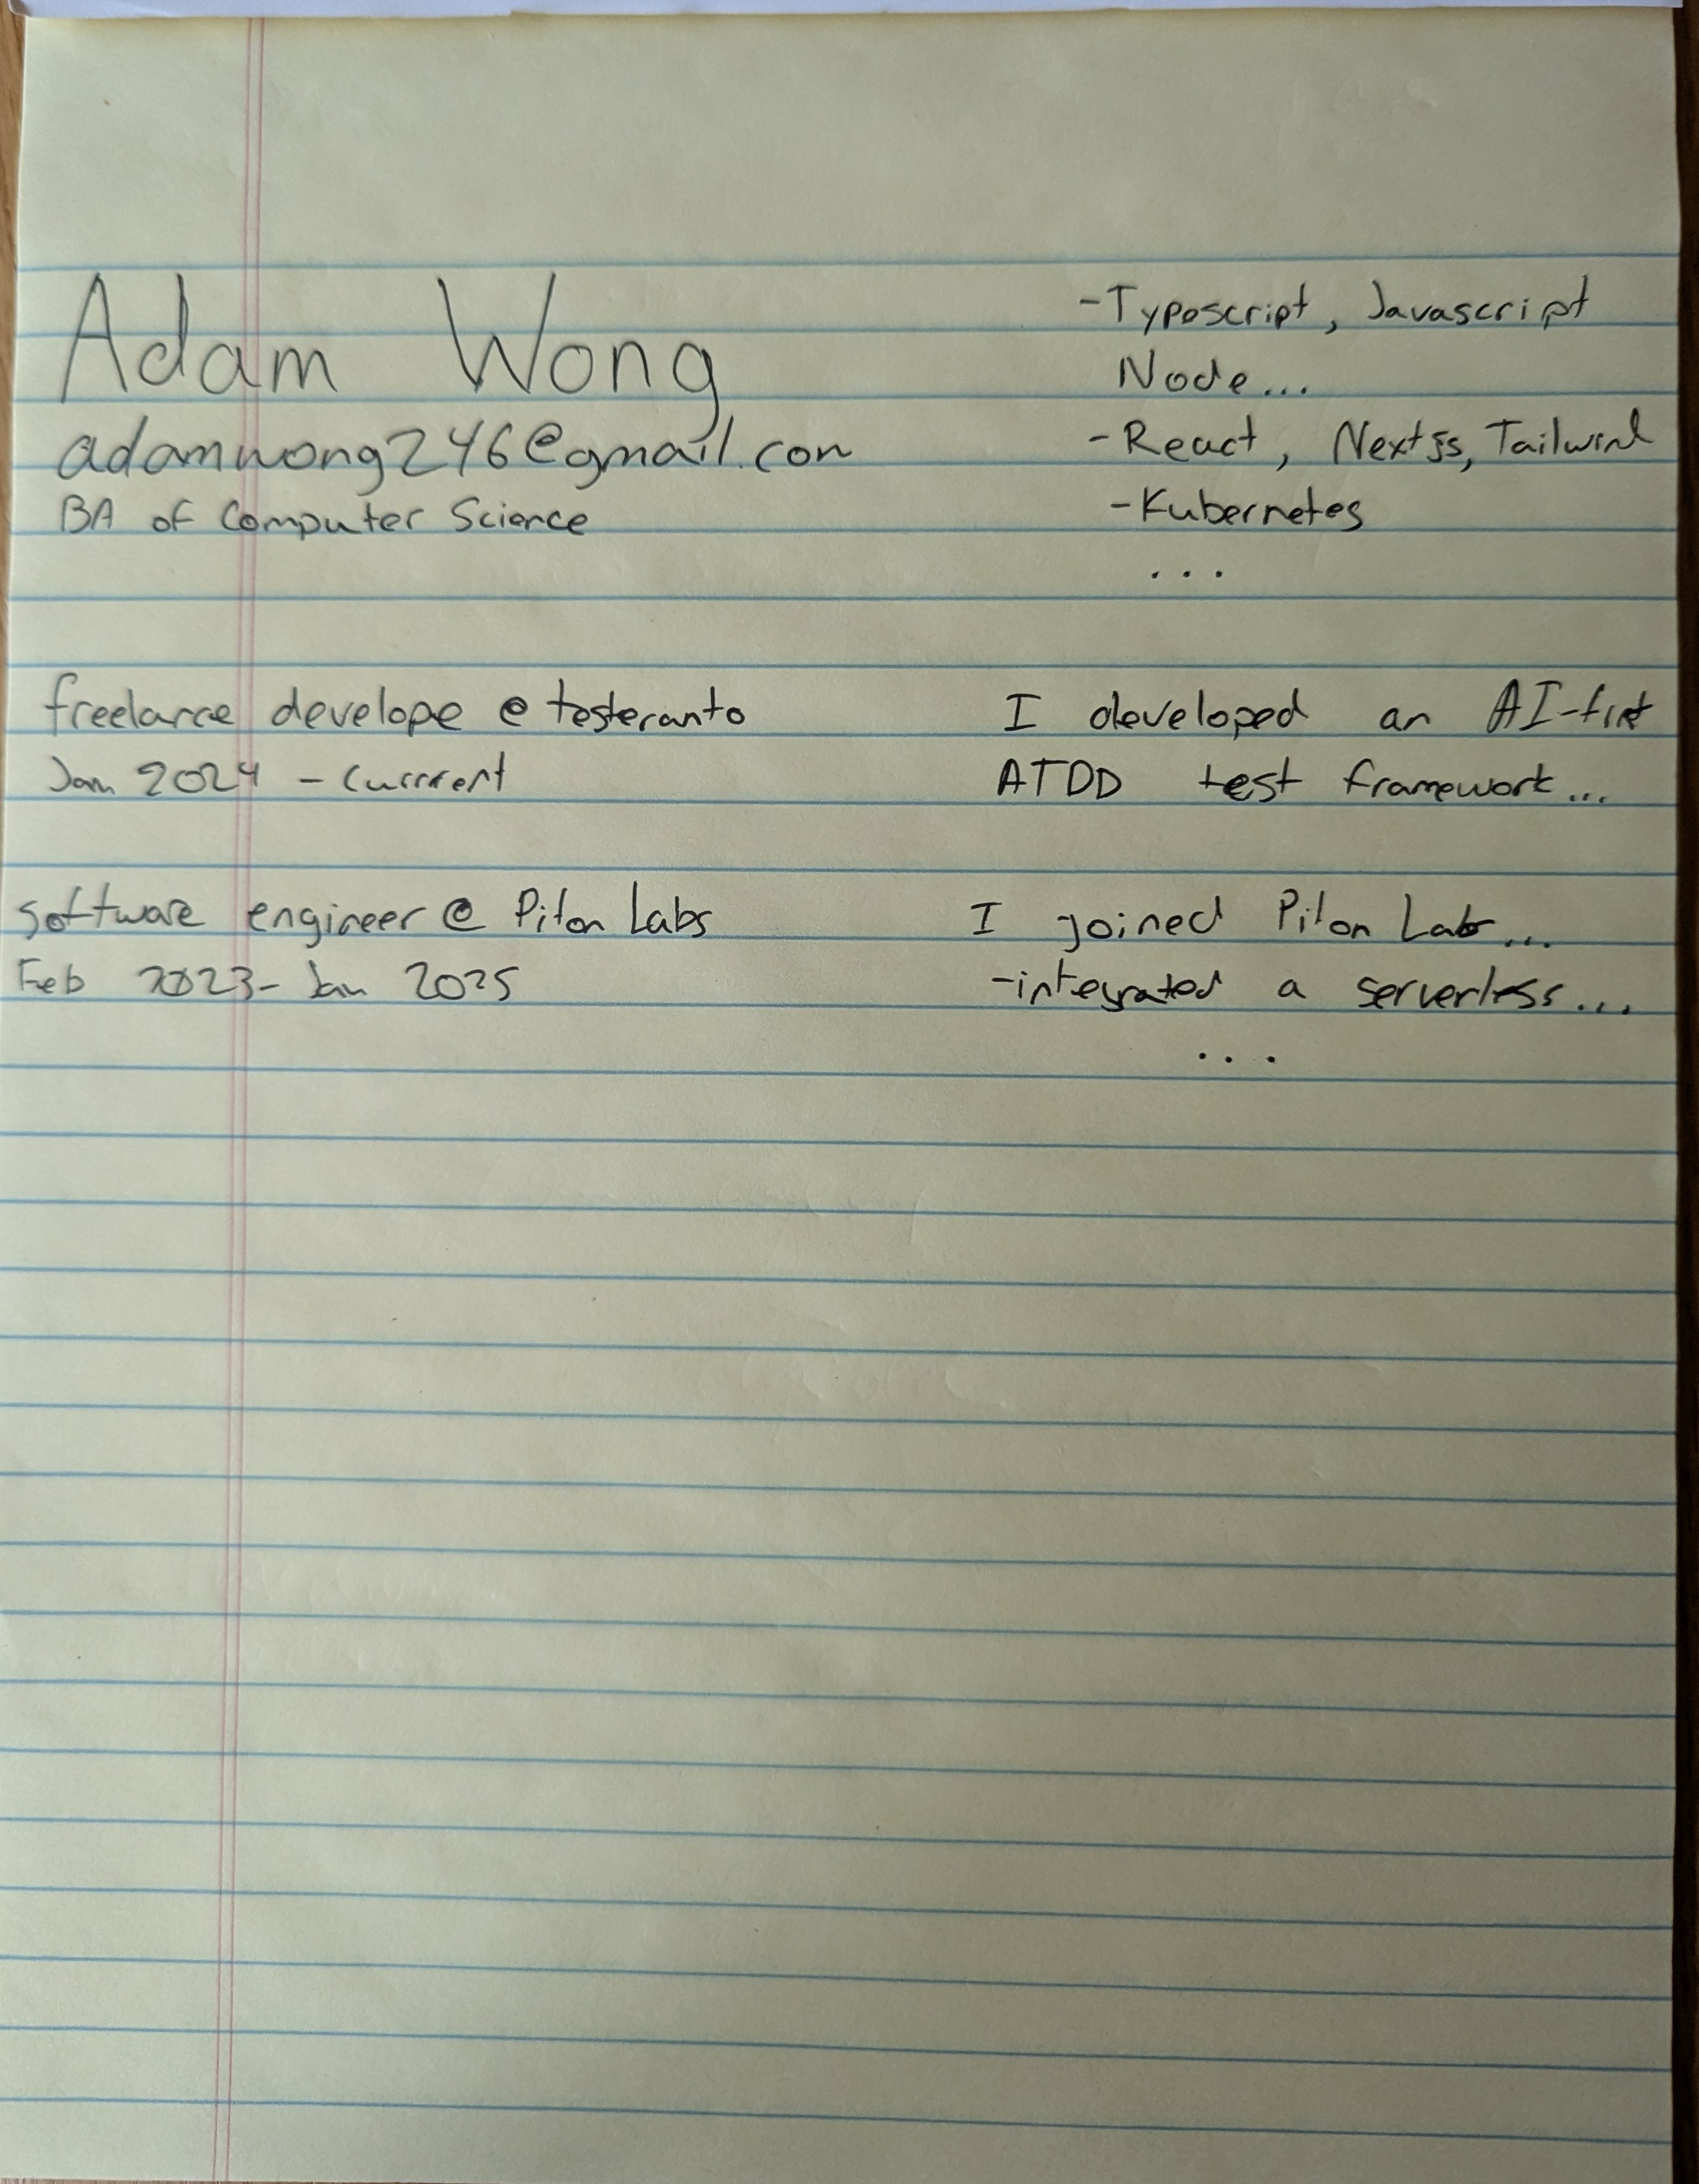 Adam Wong
adamwong246@gmail.com
BA of Computer Science
-Typescript, Javascript
Node...
-React, Nextjs, Tailwind
-Kubernetes
...
freelance develope @ testeranto
Jan 2024 - Currrent
I developed an AI-first
ATDD test framework...
software engineer @ Pilon Labs
Feb 2023- Jan 2025
I joined Pilon Labs...
-integrated a serverless...
...